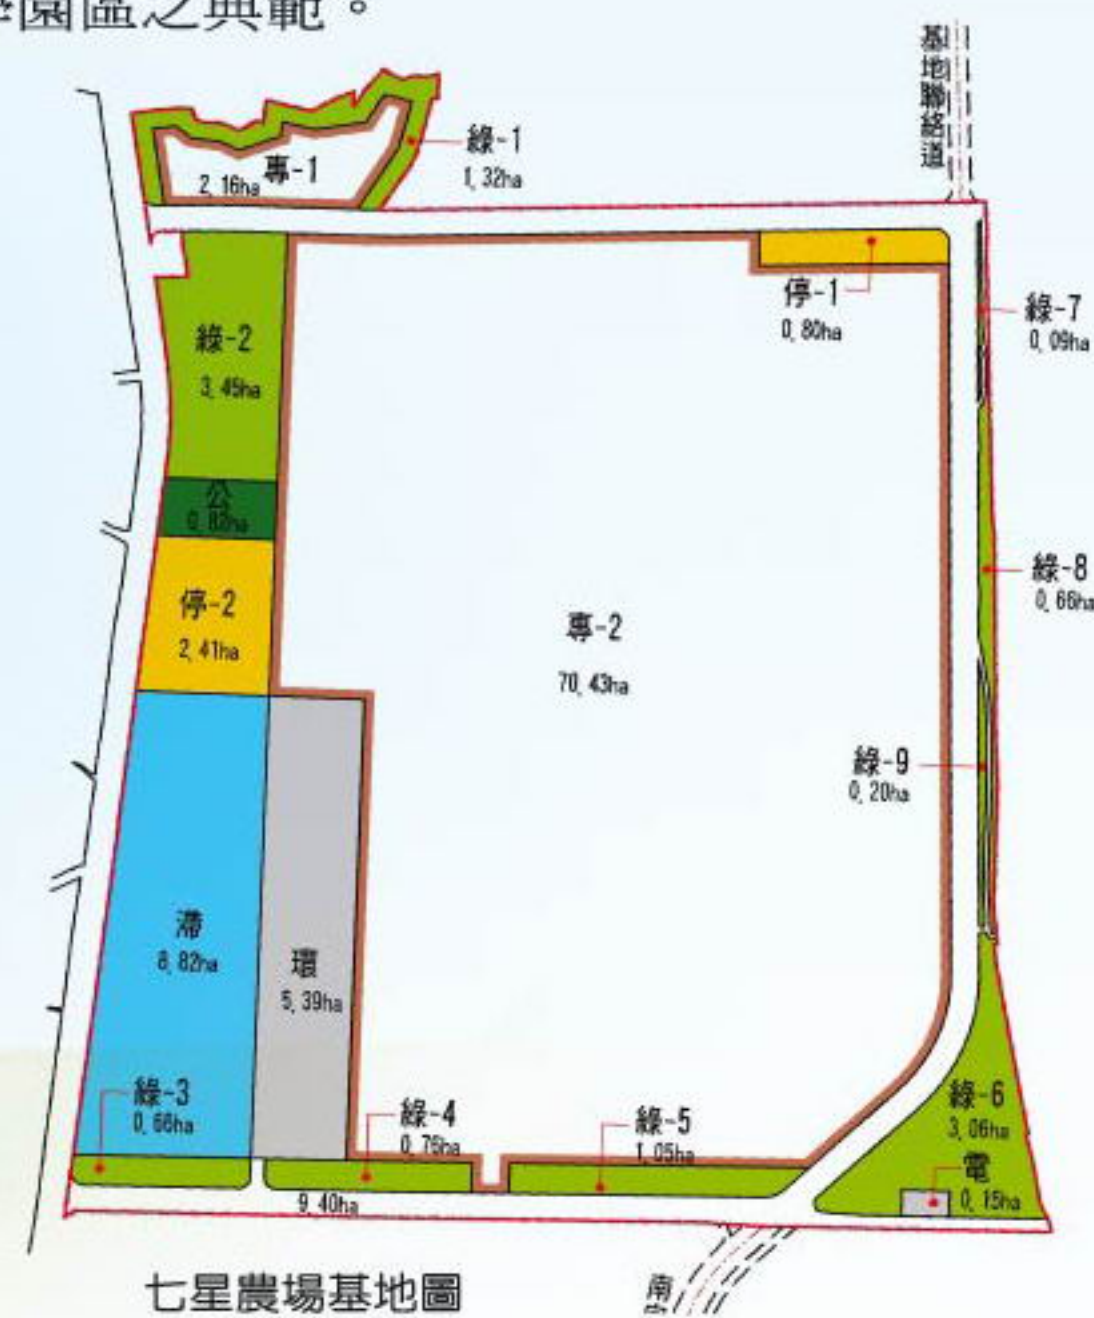 園區之典範。
基地聯絡道
綠-1
1,32ha
專-1
2,16ha
綠-2
3,45ha
停-1
0,80ha
綠-7
0,09ha
公
0,82ha
停-2
2,41ha
專-2
70,43ha
綠-8
0,66ha
綠-9
0,20ha
滯
8,82ha
環
5,39ha
綠-3
0,66ha
綠-4
0,76ha
綠-5
1,05ha
綠-6
3,06ha
電
0,15ha
9,40ha
七星農場基地圖
南